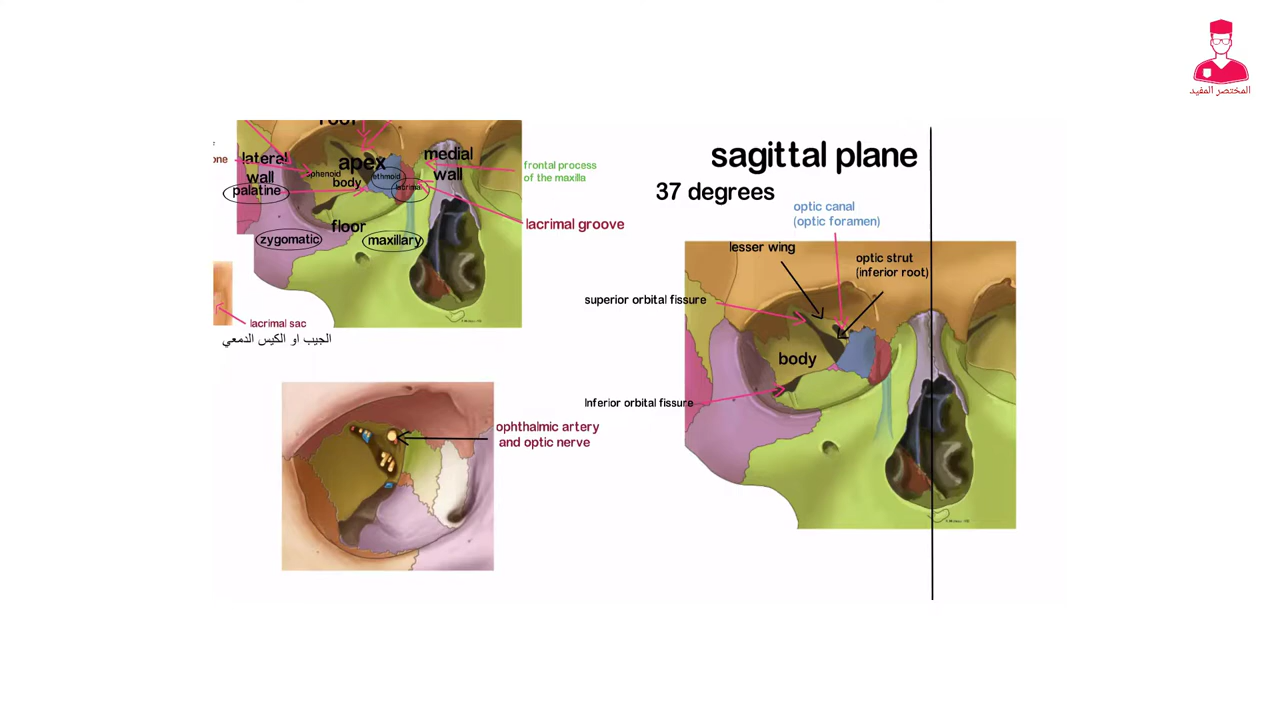 المختصر المفيد
roof
apex
lateral
wall
one
sphenoid
body
ethmoid
lacrimal
medial
wall
palatine
floor
zygomatic
maxillary
frontal process
of the maxilla
lacrimal groove
lacrimal sac
الجيب او الكيس الدمعي
ophthalmic artery
and optic nerve
sagittal plane
37 degrees
optic canal
(optic foramen)
lesser wing
optic strut
(inferior root)
superior orbital fissure
body
Inferior orbital fissure